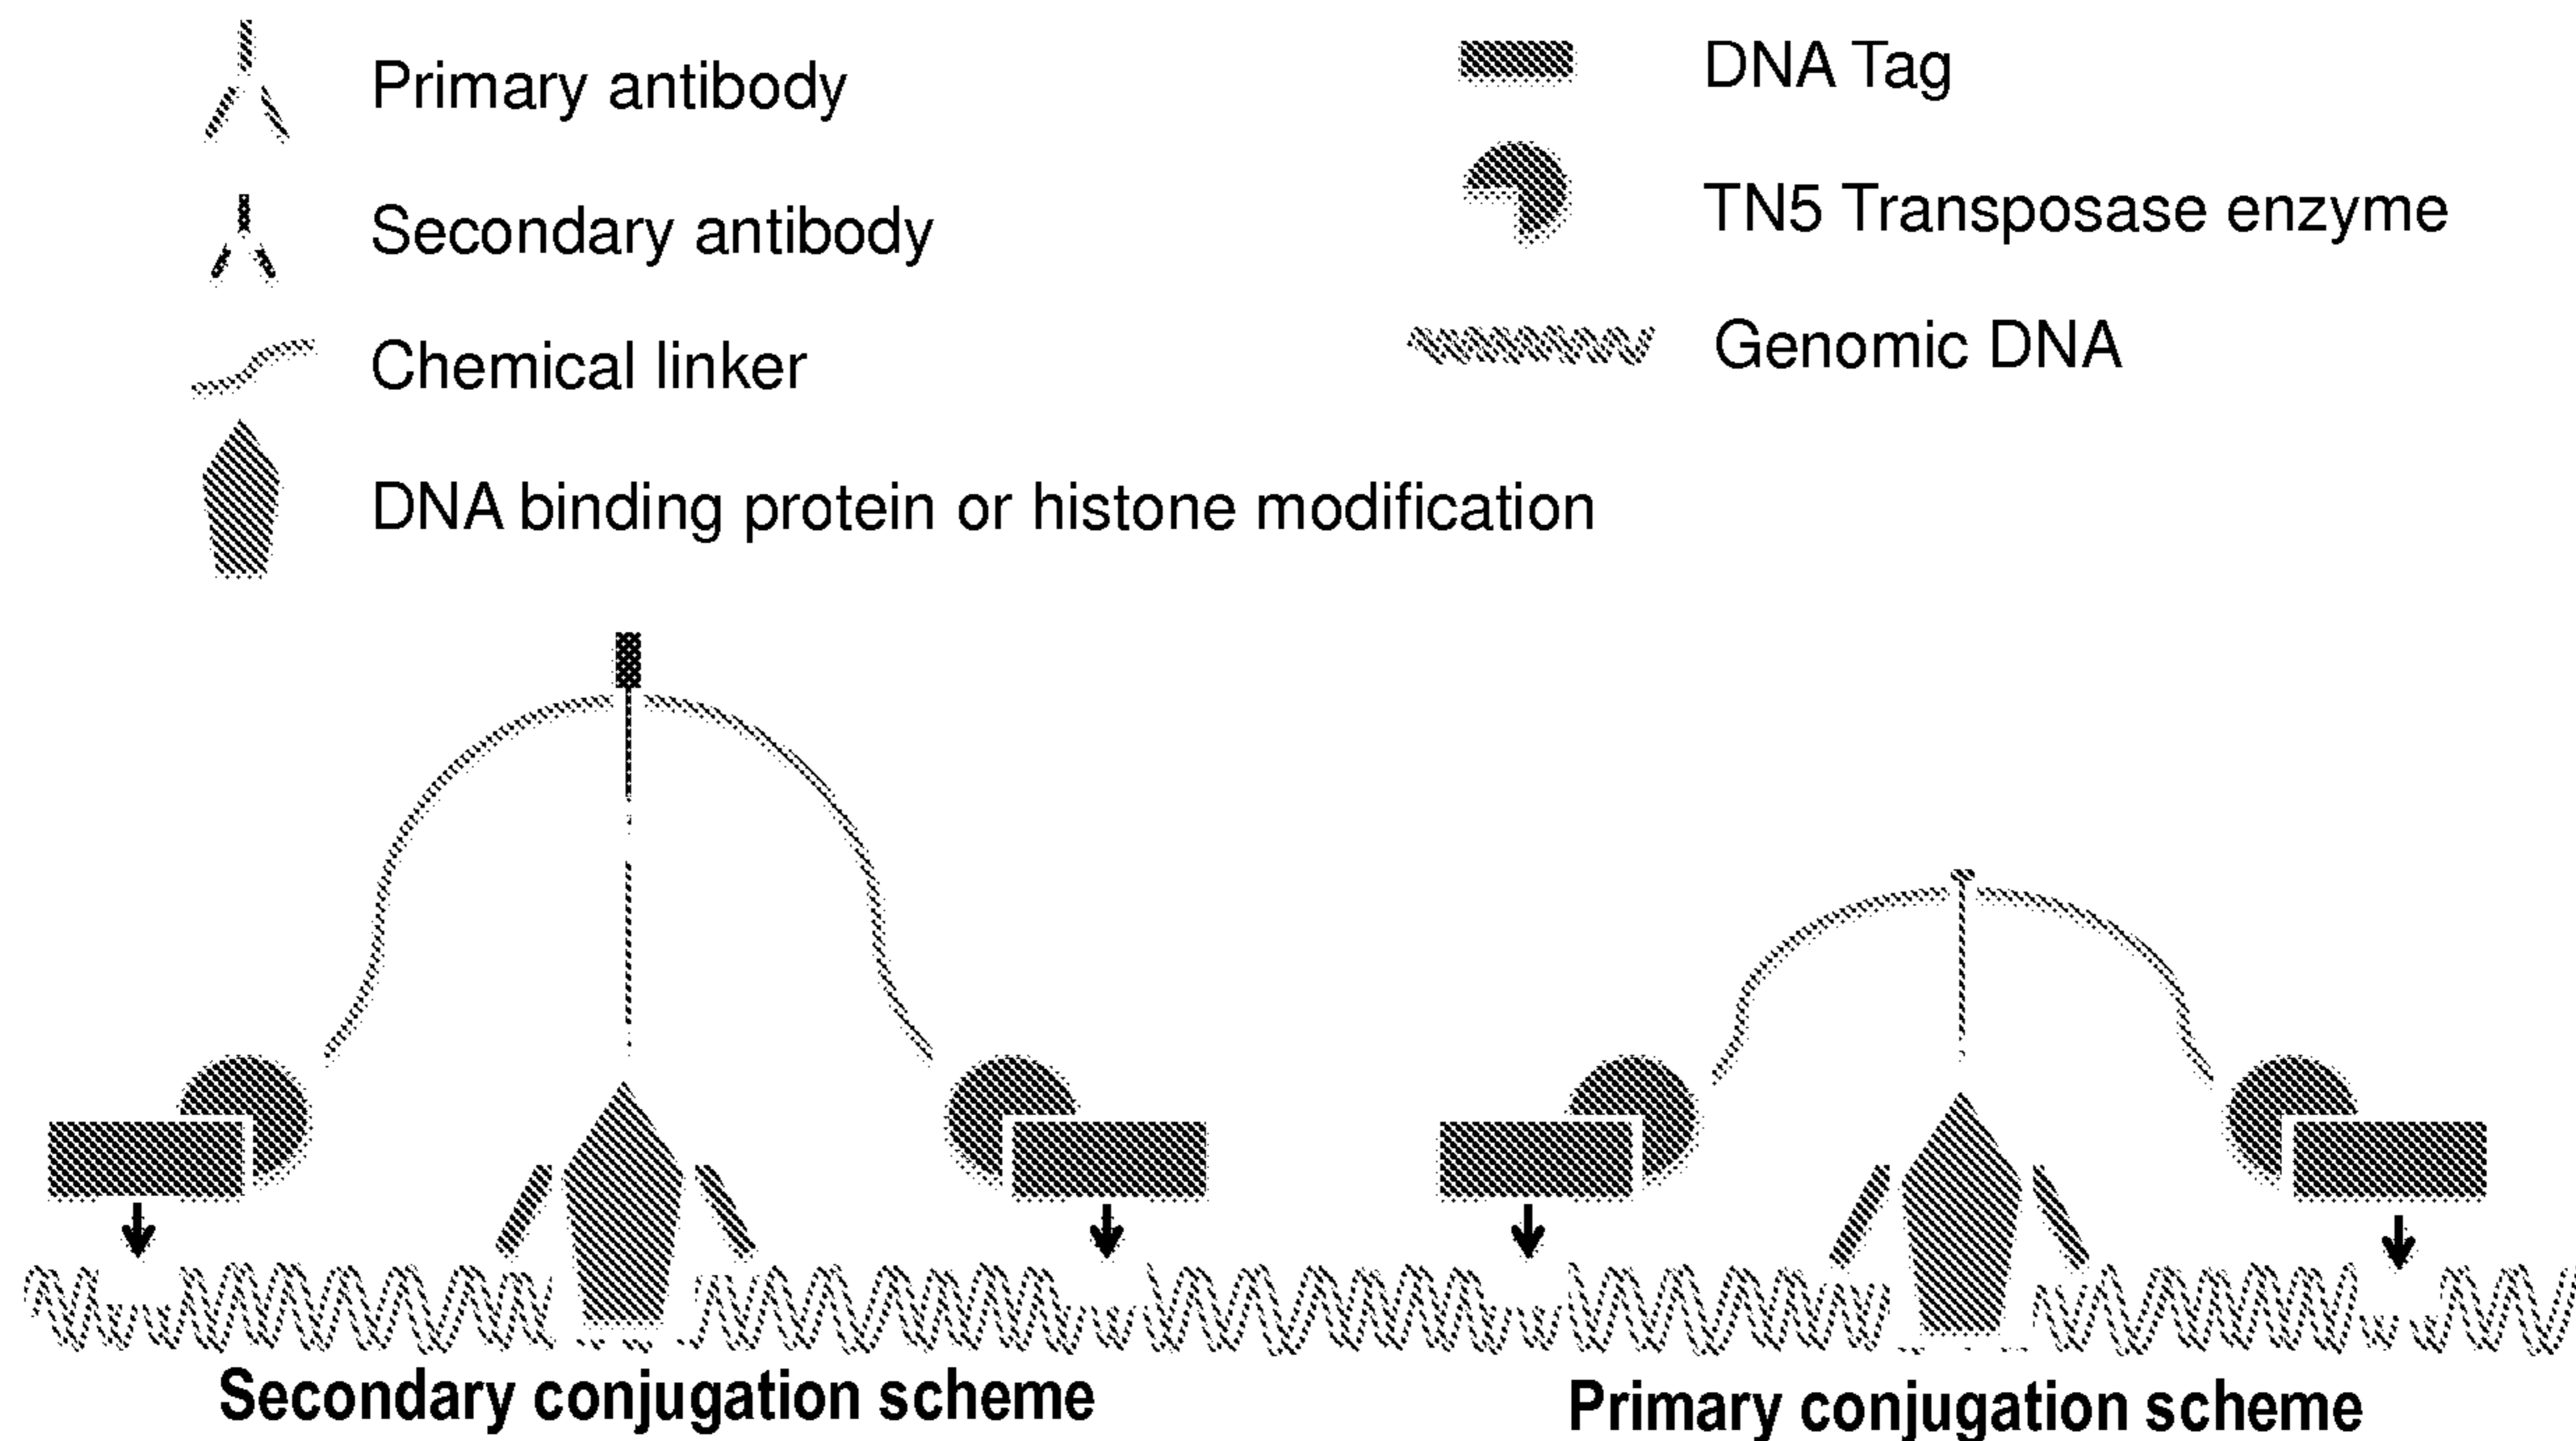 Primary antibody
Secondary antibody
Chemical linker
DNA binding protein or histone modification
DNA Tag
TN5 Transposase enzyme
Genomic DNA
Secondary conjugation scheme
Primary conjugation scheme